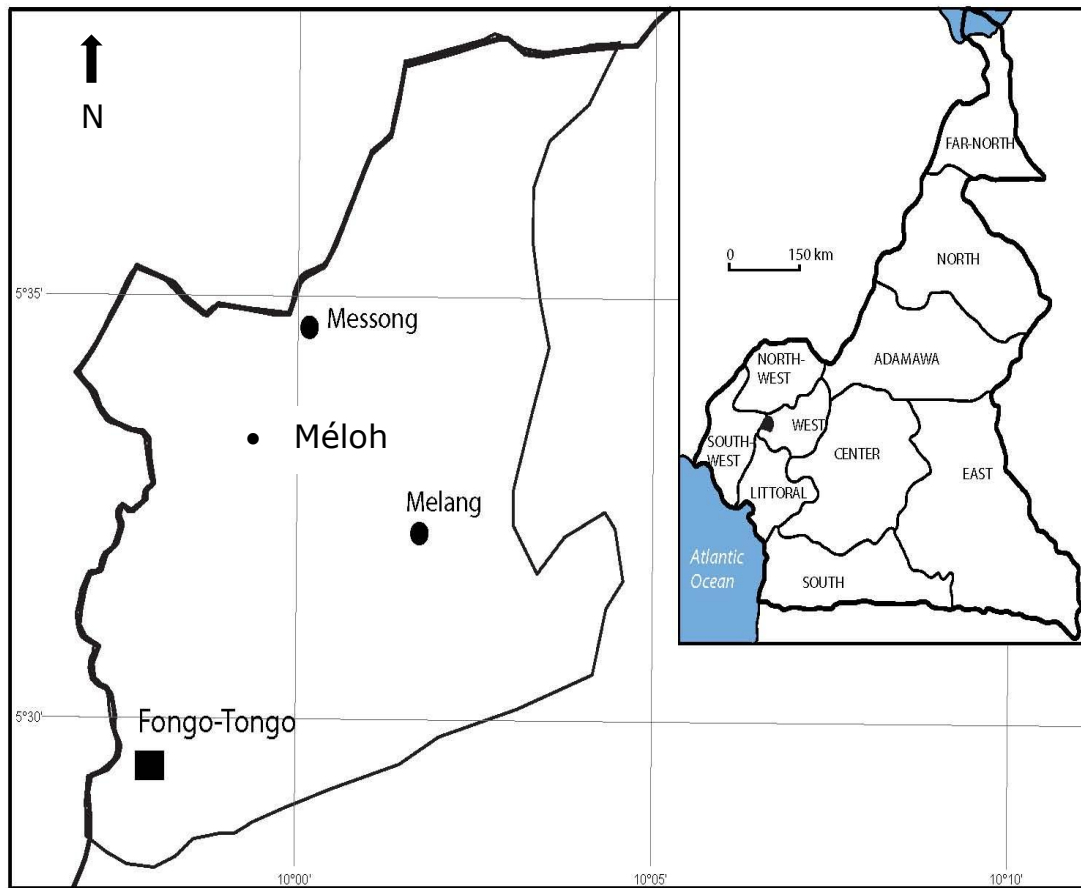 N
5°35'
Messong
Méloh
Melang
5°30'
Fongo-Tongo
10°00'
10°05'
10°10'
FAR-NORTH
0 150 km
NORTH
ADAMAWA
NORTH-
WEST
WEST
SOUTH-
WEST
CENTER
EAST
LITTORAL
Atlantic
Ocean
SOUTH